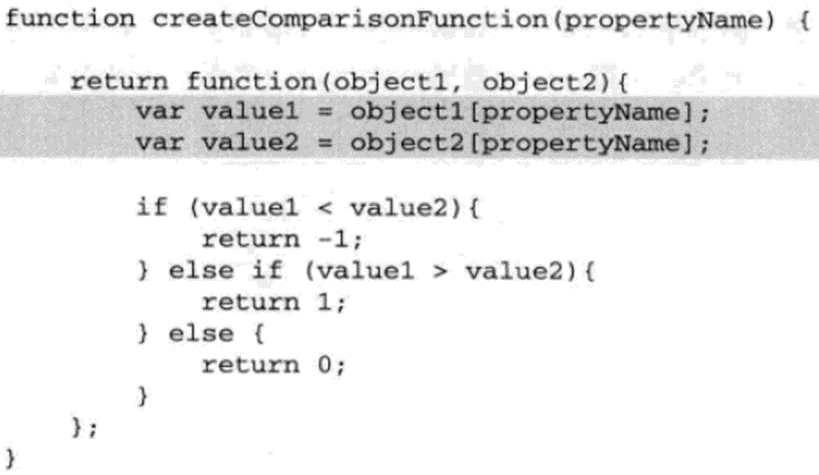 function createComparisonFunction(propertyName) {
    return function(object1, object2){
        var value1 = object1[propertyName];
        var value2 = object2[propertyName];
        if (value1 < value2){
            return -1;
        } else if (value1 > value2){
            return 1;
        } else {
            return 0;
        }
    };
}